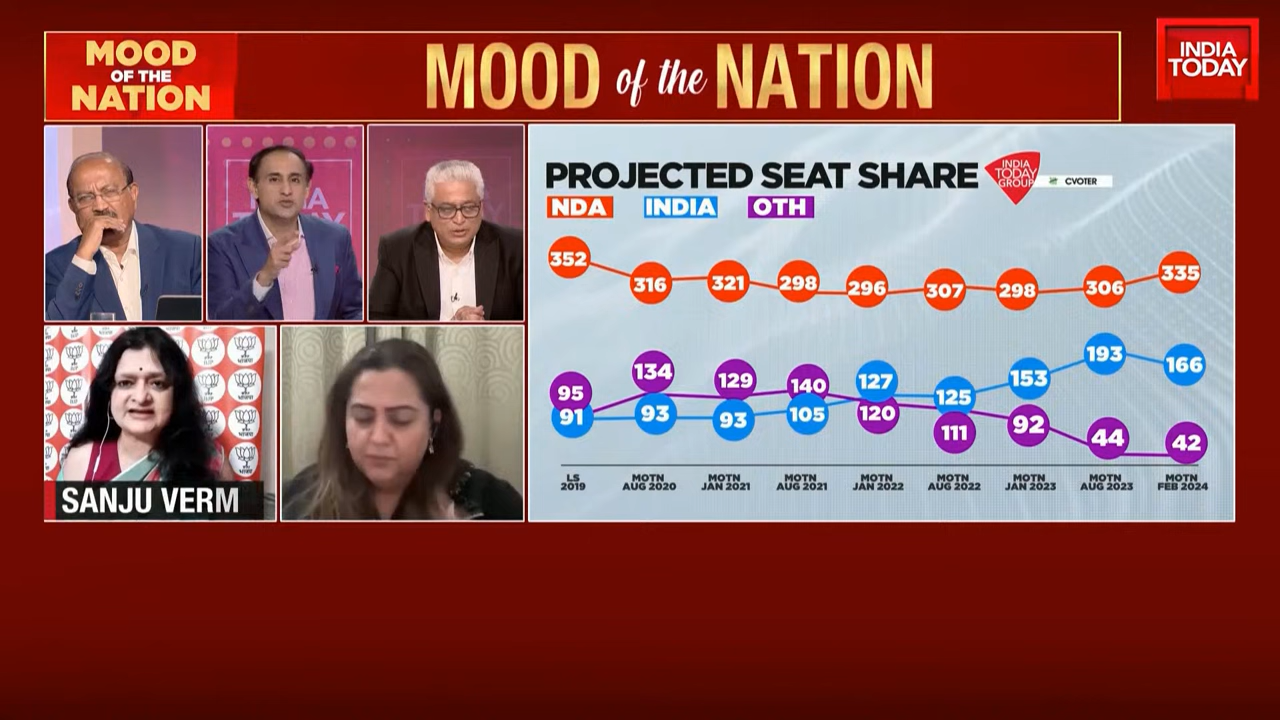 MOOD
OF THE
NATION
MOOD of the NATION
INDIA
TODAY
PROJECTED SEAT SHARE
INDIA
TODAY
GROUP
CVOTER
NDA INDIA OTH
352 316 321 298 296 307 298 306 335
95 134 129 140 127 125 153 193 166
91 93 93 105 120 111 92 44 42
LS
2019
MOTN
AUG 2020
MOTN
JAN 2021
MOTN
AUG 2021
MOTN
JAN 2022
MOTN
AUG 2022
MOTN
JAN 2023
MOTN
AUG 2023
MOTN
FEB 2024
SANJU VERM